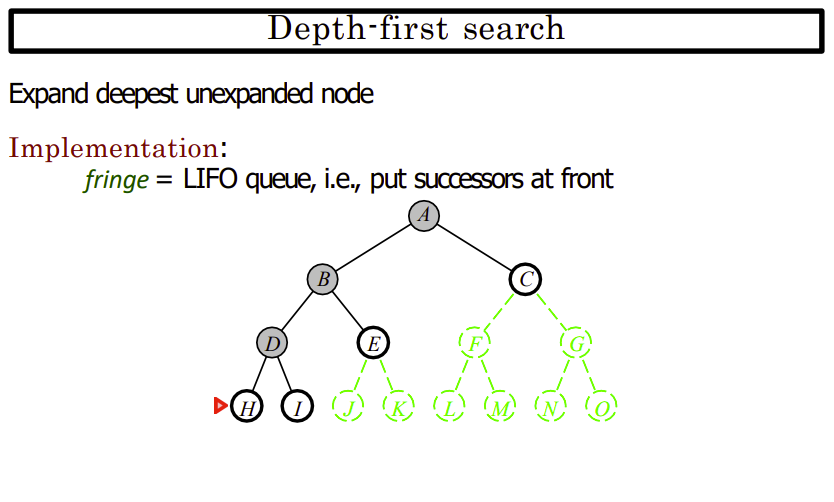 Depth-first search
Expand deepest unexpanded node
Implementation:
fringe = LIFO queue, i.e., put successors at front
A
B C
D E F G
H I J K L M N O